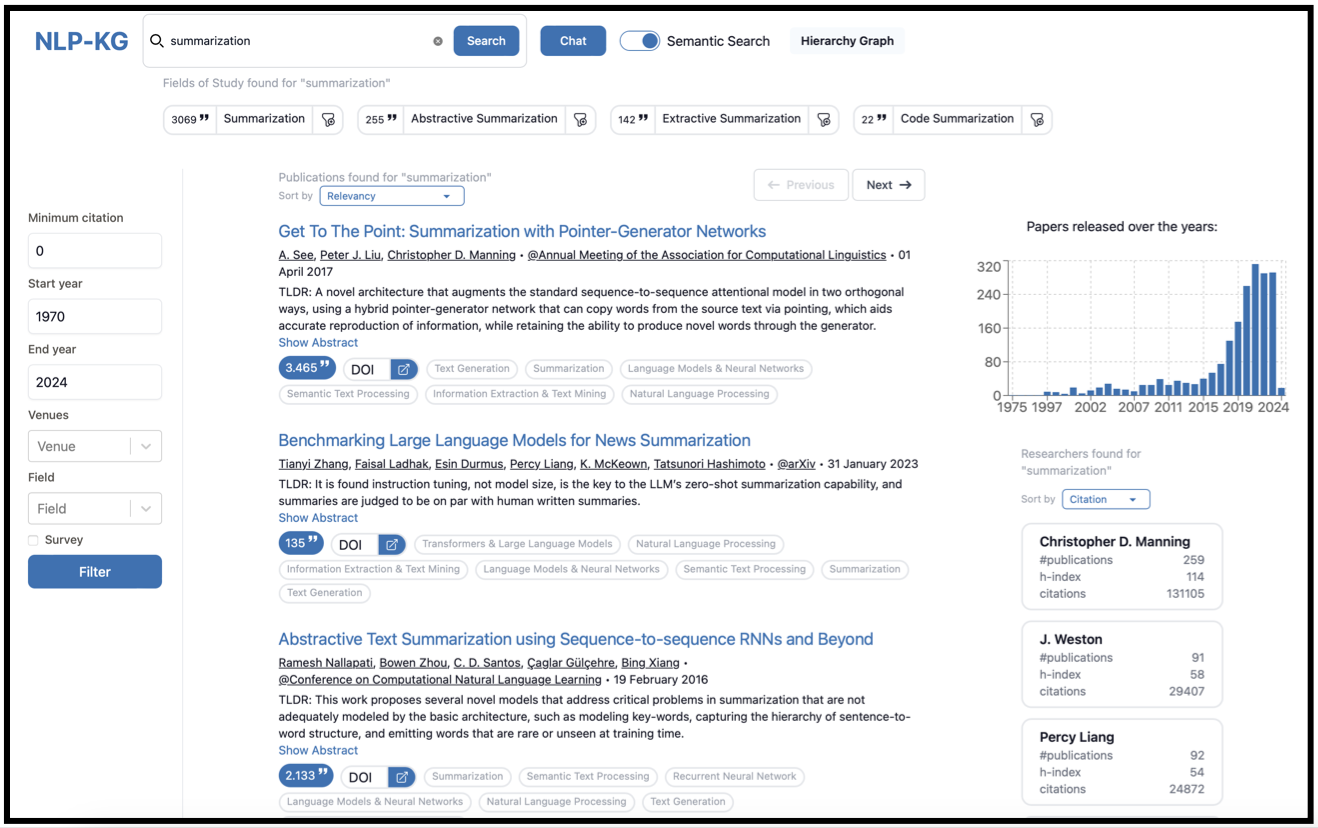 NLP-KG
summarization
Search
Chat
Semantic Search
Hierarchy Graph
Fields of Study found for "summarization"
3069 ❞ Summarization
255 ❞ Abstractive Summarization
142 ❞ Extractive Summarization
22 ❞ Code Summarization
Minimum citation
0
Start year
1970
End year
2024
Venues
Venue
Field
Field
Survey
Filter
Publications found for "summarization"
Sort by Relevancy
← Previous
Next →
Get To The Point: Summarization with Pointer-Generator Networks
A. See, Peter J. Liu, Christopher D. Manning • @Annual Meeting of the Association for Computational Linguistics • 01
April 2017
TLDR: A novel architecture that augments the standard sequence-to-sequence attentional model in two orthogonal
ways, using a hybrid pointer-generator network that can copy words from the source text via pointing, which aids
accurate reproduction of information, while retaining the ability to produce novel words through the generator.
Show Abstract
3.465 ❞ DOI Text Generation Summarization Language Models & Neural Networks
Semantic Text Processing Information Extraction & Text Mining Natural Language Processing
Benchmarking Large Language Models for News Summarization
Tianyi Zhang, Faisal Ladhak, Esin Durmus, Percy Liang, K. McKeown, Tatsunori Hashimoto • @arXiv • 31 January 2023
TLDR: It is found instruction tuning, not model size, is the key to the LLM's zero-shot summarization capability, and
summaries are judged to be on par with human written summaries.
Show Abstract
135 ❞ DOI Transformers & Large Language Models Natural Language Processing
Information Extraction & Text Mining Language Models & Neural Networks Semantic Text Processing Summarization
Text Generation
Abstractive Text Summarization using Sequence-to-sequence RNNs and Beyond
Ramesh Nallapati, Bowen Zhou, C. D. Santos, Çaglar Gülçehre, Bing Xiang •
@Conference on Computational Natural Language Learning • 19 February 2016
TLDR: This work proposes several novel models that address critical problems in summarization that are not
adequately modeled by the basic architecture, such as modeling key-words, capturing the hierarchy of sentence-to-
word structure, and emitting words that are rare or unseen at training time.
Show Abstract
2.133 ❞ DOI Summarization Semantic Text Processing Recurrent Neural Network
Language Models & Neural Networks Natural Language Processing Text Generation
Papers released over the years:
320
240
160
80
0
1975 1997 2002 2007 2011 2015 2019 2024
Researchers found for
"summarization"
Sort by Citation
Christopher D. Manning
#publications 259
h-index 114
citations 131105
J. Weston
#publications 91
h-index 58
citations 29407
Percy Liang
#publications 92
h-index 54
citations 24872